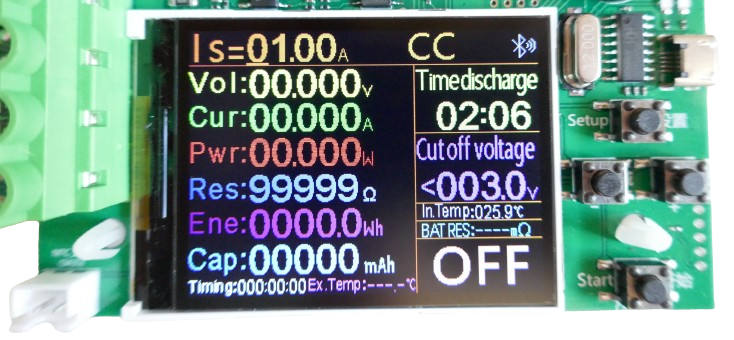 Is=01.00A CC
Vol:00.000V
Cur:00.000A
Pwr:00.000W
Res:99999Ω
Ene:0000.0Wh
Cap:00000 mAh
Timing:000:00:00 Ex.Temp:---.-℃
Time discharge
02:06
Cut off voltage
<003.0V
In.Temp:025.9℃
BAT RES:----mΩ
OFF
Setup 设置
Start